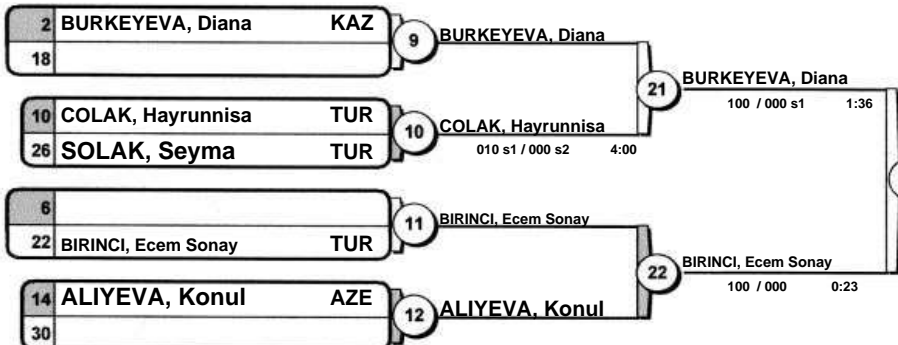 2 BURKEYEVA, Diana KAZ
18
9 BURKEYEVA, Diana
10 COLAK, Hayrunnisa TUR
26 SOLAK, Seyma TUR
10 COLAK, Hayrunnisa
010 s1 / 000 s2 4:00
21 BURKEYEVA, Diana
100 / 000 s1 1:36
6
22 BIRINCI, Ecem Sonay TUR
11 BIRINCI, Ecem Sonay
14 ALIYEVA, Konul AZE
30
12 ALIYEVA, Konul
22 BIRINCI, Ecem Sonay
100 / 000 0:23